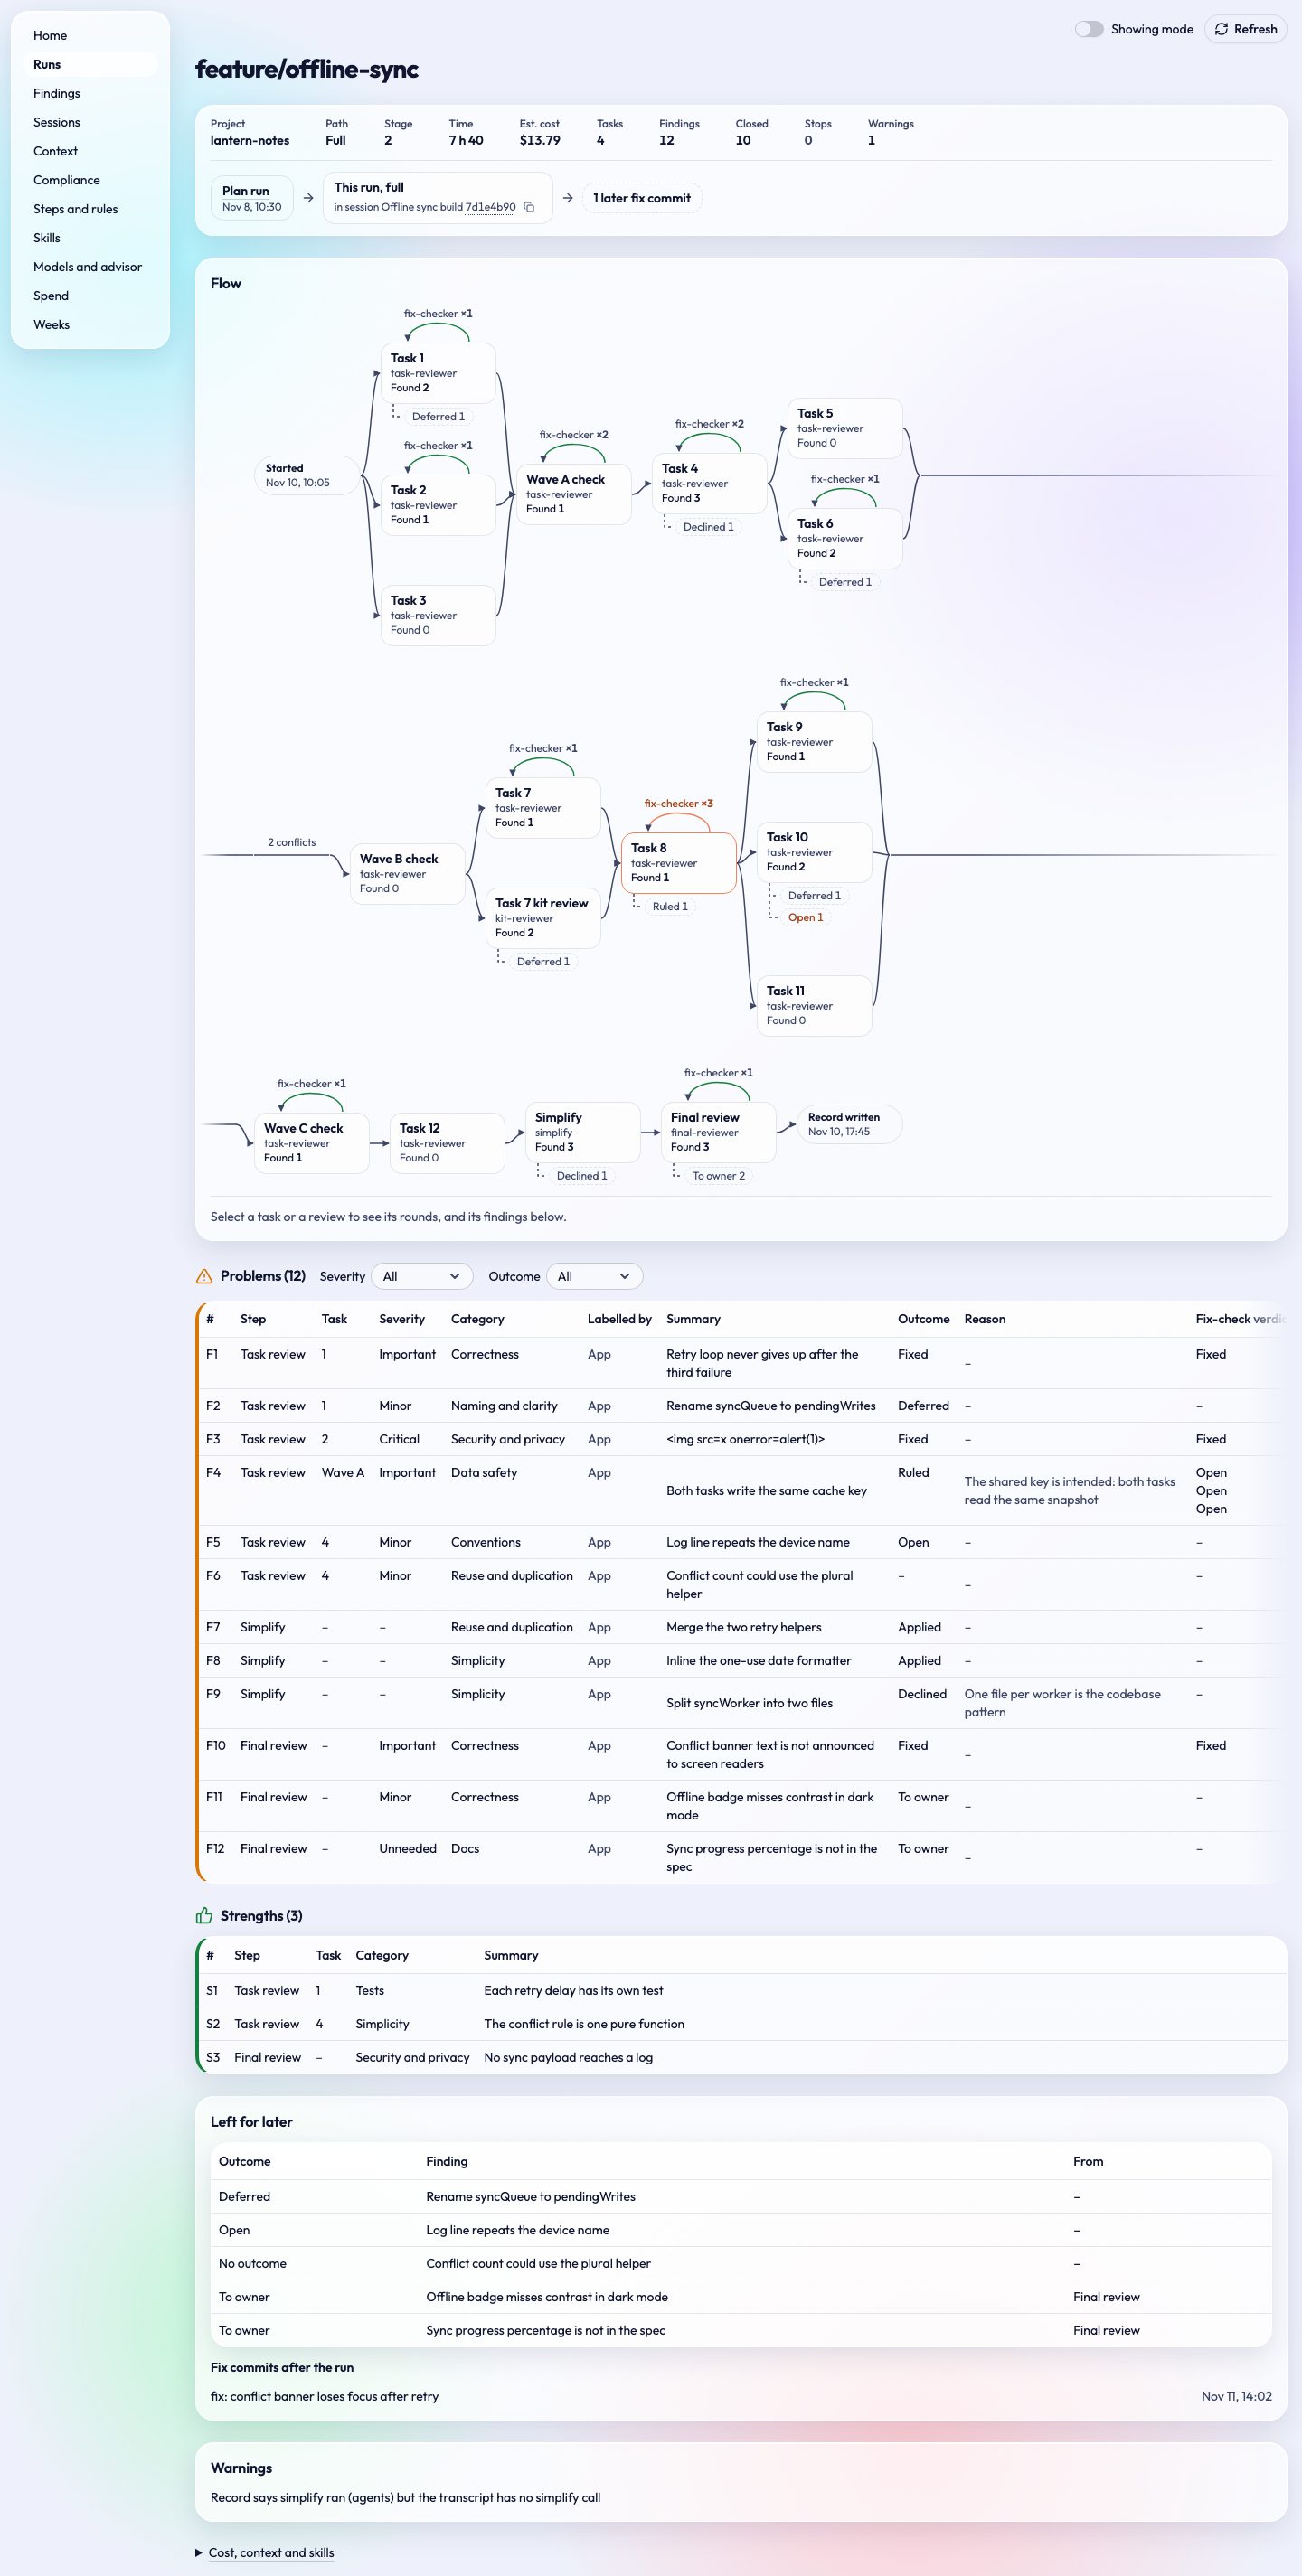 Home
Runs
Findings
Sessions
Context
Compliance
Steps and rules
Skills
Models and advisor
Spend
Weeks
Showing mode
Refresh
feature/offline-sync
Project Path Stage Time Est. cost Tasks Findings Closed Stops Warnings
lantern-notes Full 2 7 h 40 $13.79 4 12 10 0 1
Plan run
Nov 8, 10:30
This run, full
in session Offline sync build 7d1e4b90
1 later fix commit
Flow
Started
Nov 10, 10:05
fix-checker ×1
Task 1
task-reviewer
Found 2
Deferred 1
fix-checker ×1
Task 2
task-reviewer
Found 1
Task 3
task-reviewer
Found 0
fix-checker ×2
Wave A check
task-reviewer
Found 1
fix-checker ×2
Task 4
task-reviewer
Found 3
Declined 1
Task 5
task-reviewer
Found 0
fix-checker ×1
Task 6
task-reviewer
Found 2
Deferred 1
2 conflicts
Wave B check
task-reviewer
Found 0
fix-checker ×1
Task 7
task-reviewer
Found 1
Task 7 kit review
kit-reviewer
Found 2
Deferred 1
fix-checker ×3
Task 8
task-reviewer
Found 1
Ruled 1
fix-checker ×1
Task 9
task-reviewer
Found 1
Task 10
task-reviewer
Found 2
Deferred 1
Open 1
Task 11
task-reviewer
Found 0
fix-checker ×1
Wave C check
task-reviewer
Found 1
Task 12
task-reviewer
Found 0
Simplify
simplify
Found 3
Declined 1
fix-checker ×1
Final review
final-reviewer
Found 3
To owner 2
Record written
Nov 10, 17:45
Select a task or a review to see its rounds, and its findings below.
Problems (12) Severity All Outcome All
# Step Task Severity Category Labelled by Summary Outcome Reason Fix-check
F1 Task review 1 Important Correctness App Retry loop never gives up after the third failure Fixed – Fixed
F2 Task review 1 Minor Naming and clarity App Rename syncQueue to pendingWrites Deferred – –
F3 Task review 2 Critical Security and privacy App <img src=x onerror=alert(1)> Fixed – Fixed
F4 Task review Wave A Important Data safety App Both tasks write the same cache key Ruled The shared key is intended: both tasks read the same snapshot Open Open Open
F5 Task review 4 Minor Conventions App Log line repeats the device name Open – –
F6 Task review 4 Minor Reuse and duplication App Conflict count could use the plural helper – – –
F7 Simplify – – Reuse and duplication App Merge the two retry helpers Applied – –
F8 Simplify – – Simplicity App Inline the one-use date formatter Applied – –
F9 Simplify – – Simplicity App Split syncWorker into two files Declined One file per worker is the codebase pattern –
F10 Final review – Important Correctness App Conflict banner text is not announced to screen readers Fixed – Fixed
F11 Final review – Minor Correctness App Offline badge misses contrast in dark mode To owner – –
F12 Final review – Unneeded Docs App Sync progress percentage is not in the spec To owner – –
Strengths (3)
# Step Task Category Summary
S1 Task review 1 Tests Each retry delay has its own test
S2 Task review 4 Simplicity The conflict rule is one pure function
S3 Final review – Security and privacy No sync payload reaches a log
Left for later
Outcome Finding From
Deferred Rename syncQueue to pendingWrites –
Open Log line repeats the device name –
No outcome Conflict count could use the plural helper –
To owner Offline badge misses contrast in dark mode Final review
To owner Sync progress percentage is not in the spec Final review
Fix commits after the run
fix: conflict banner loses focus after retry Nov 11, 14:02
Warnings
Record says simplify ran (agents) but the transcript has no simplify call
Cost, context and skills